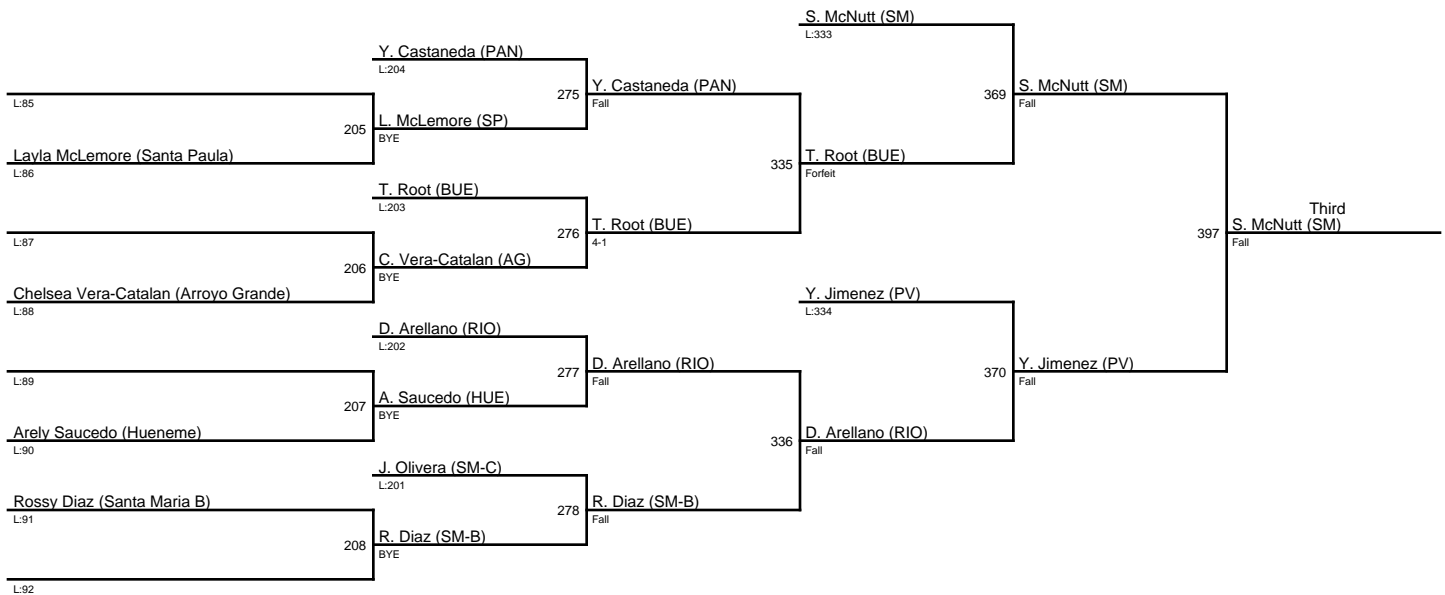 S. McNutt (SM)
L:333
Y. Castaneda (PAN)
L:204
275
Y. Castaneda (PAN)
Fall
369
S. McNutt (SM)
Fall
L:85
205
L. McLemore (SP)
BYE
Layla McLemore (Santa Paula)
L:86
335
T. Root (BUE)
Forfeit
T. Root (BUE)
L:203
276
T. Root (BUE)
4-1
397
Third
S. McNutt (SM)
Fall
L:87
206
C. Vera-Catalan (AG)
BYE
Chelsea Vera-Catalan (Arroyo Grande)
L:88
Y. Jimenez (PV)
L:334
D. Arellano (RIO)
L:202
277
D. Arellano (RIO)
Fall
370
Y. Jimenez (PV)
Fall
L:89
207
A. Saucedo (HUE)
BYE
Arely Saucedo (Hueneme)
L:90
336
D. Arellano (RIO)
Fall
J. Olivera (SM-C)
L:201
Rossy Diaz (Santa Maria B)
L:91
278
R. Diaz (SM-B)
Fall
208
R. Diaz (SM-B)
BYE
L:92